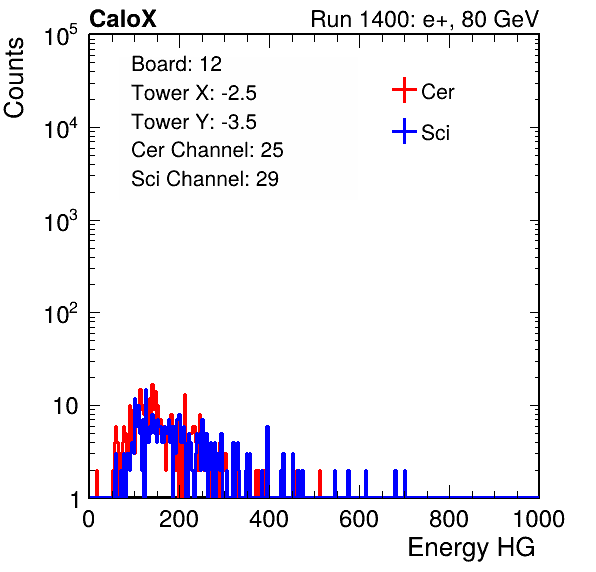 CaloX Run 1400: e+, 80 GeV
Counts
Board: 12
Tower X: -2.5
Tower Y: -3.5
Cer Channel: 25
Sci Channel: 29
Cer
Sci
10^5
10^4
10^3
10^2
10
1
0 200 400 600 800 1000
Energy HG